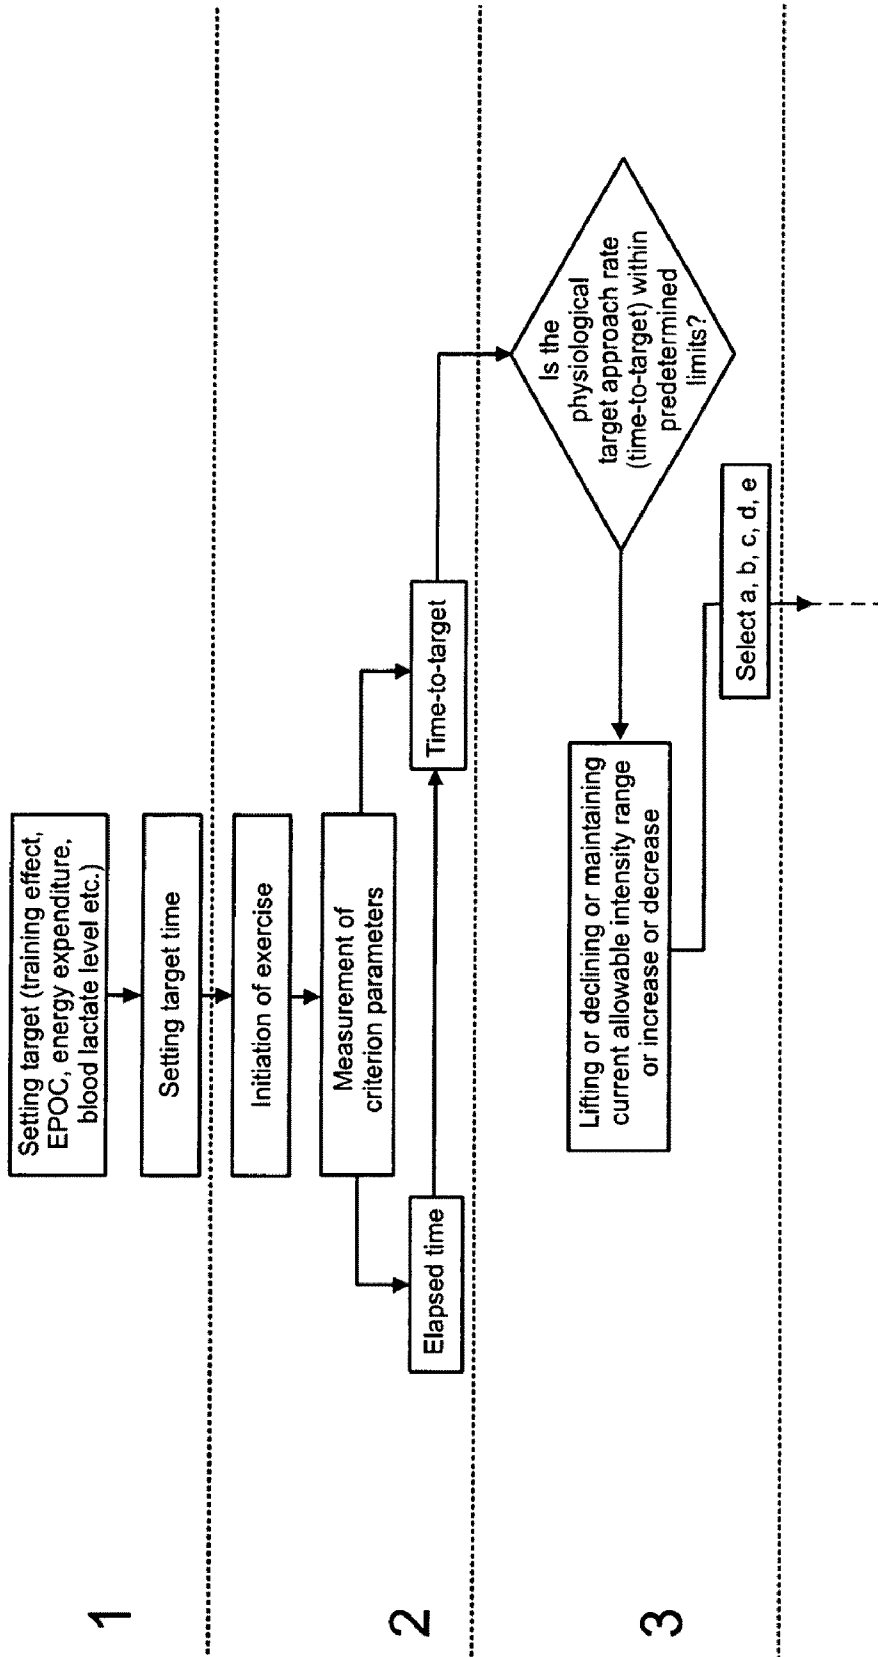 1
Setting target (training effect,
EPOC, energy expenditure,
blood lactate level etc.)
Setting target time
2
Initiation of exercise
Measurement of
criterion parameters
Elapsed time
Time-to-target
3
Is the
physiological
target approach rate
(time-to-target) within
predetermined
limits?
Lifting or declining or maintaining
current allowable intensity range
or increase or decrease
Select a, b, c, d, e